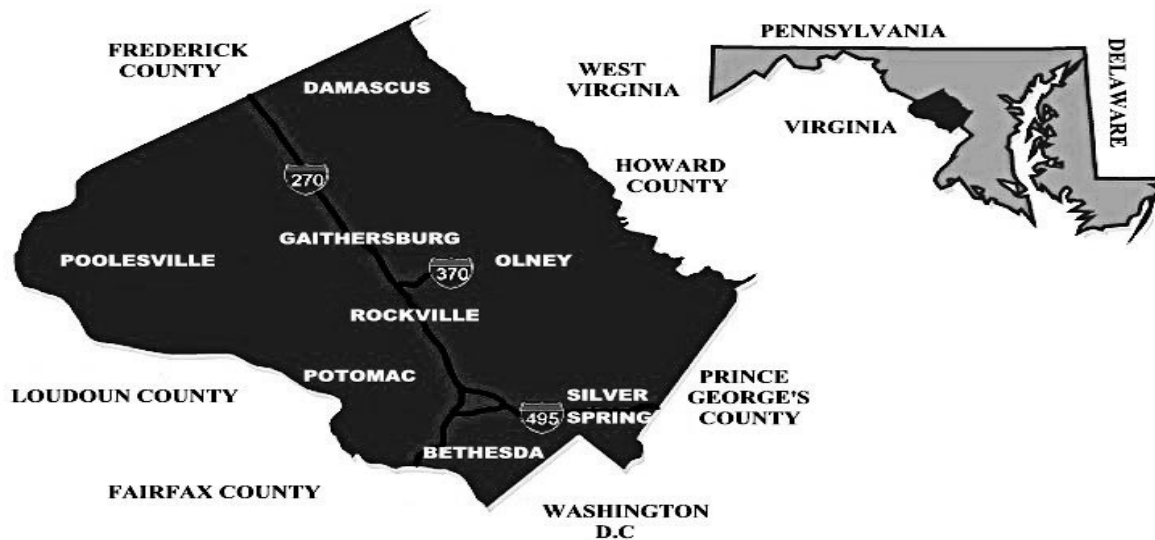 FREDERICK
COUNTY
DAMASCUS
WEST
VIRGINIA
PENNSYLVANIA
DELAWARE
VIRGINIA
270
HOWARD
COUNTY
GAITHERSBURG
POOLESVILLE
370
OLNEY
ROCKVILLE
POTOMAC
LOUDOUN COUNTY
SILVER
SPRING
495
PRINCE
GEORGE'S
COUNTY
BETHESDA
FAIRFAX COUNTY
WASHINGTON
D.C